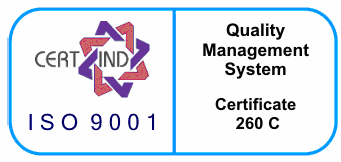 CERT IND
ISO 9001
Quality
Management
System
Certificate
260 C